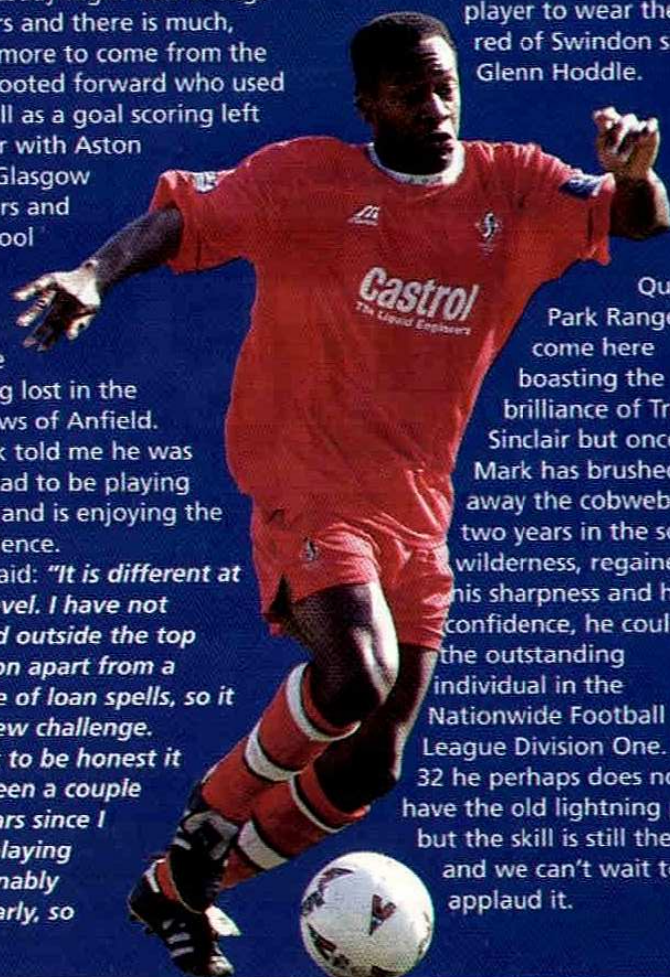 rs and there is much,
more to come from the
ooted forward who used
ll as a goal scoring left
r with Aston
Glasgow
rs and
ool
e
g lost in the
ws of Anfield.
k told me he was
ad to be playing
and is enjoying the
ence.
aid: "It is different at
vel. I have not
d outside the top
on apart from a
e of loan spells, so it
ew challenge.
to be honest it
een a couple
ars since I
laying
nably
arly, so
Castrol
The Liquid Engineers
player to wear the
red of Swindon s
Glenn Hoddle.
Qu
Park Range
come here
boasting the
brilliance of Tr
Sinclair but onc
Mark has brushe
away the cobweb
two years in the s
wilderness, regaine
his sharpness and h
confidence, he coul
the outstanding
individual in the
Nationwide Football
League Division One.
32 he perhaps does no
have the old lightning
but the skill is still the
and we can't wait to
applaud it.